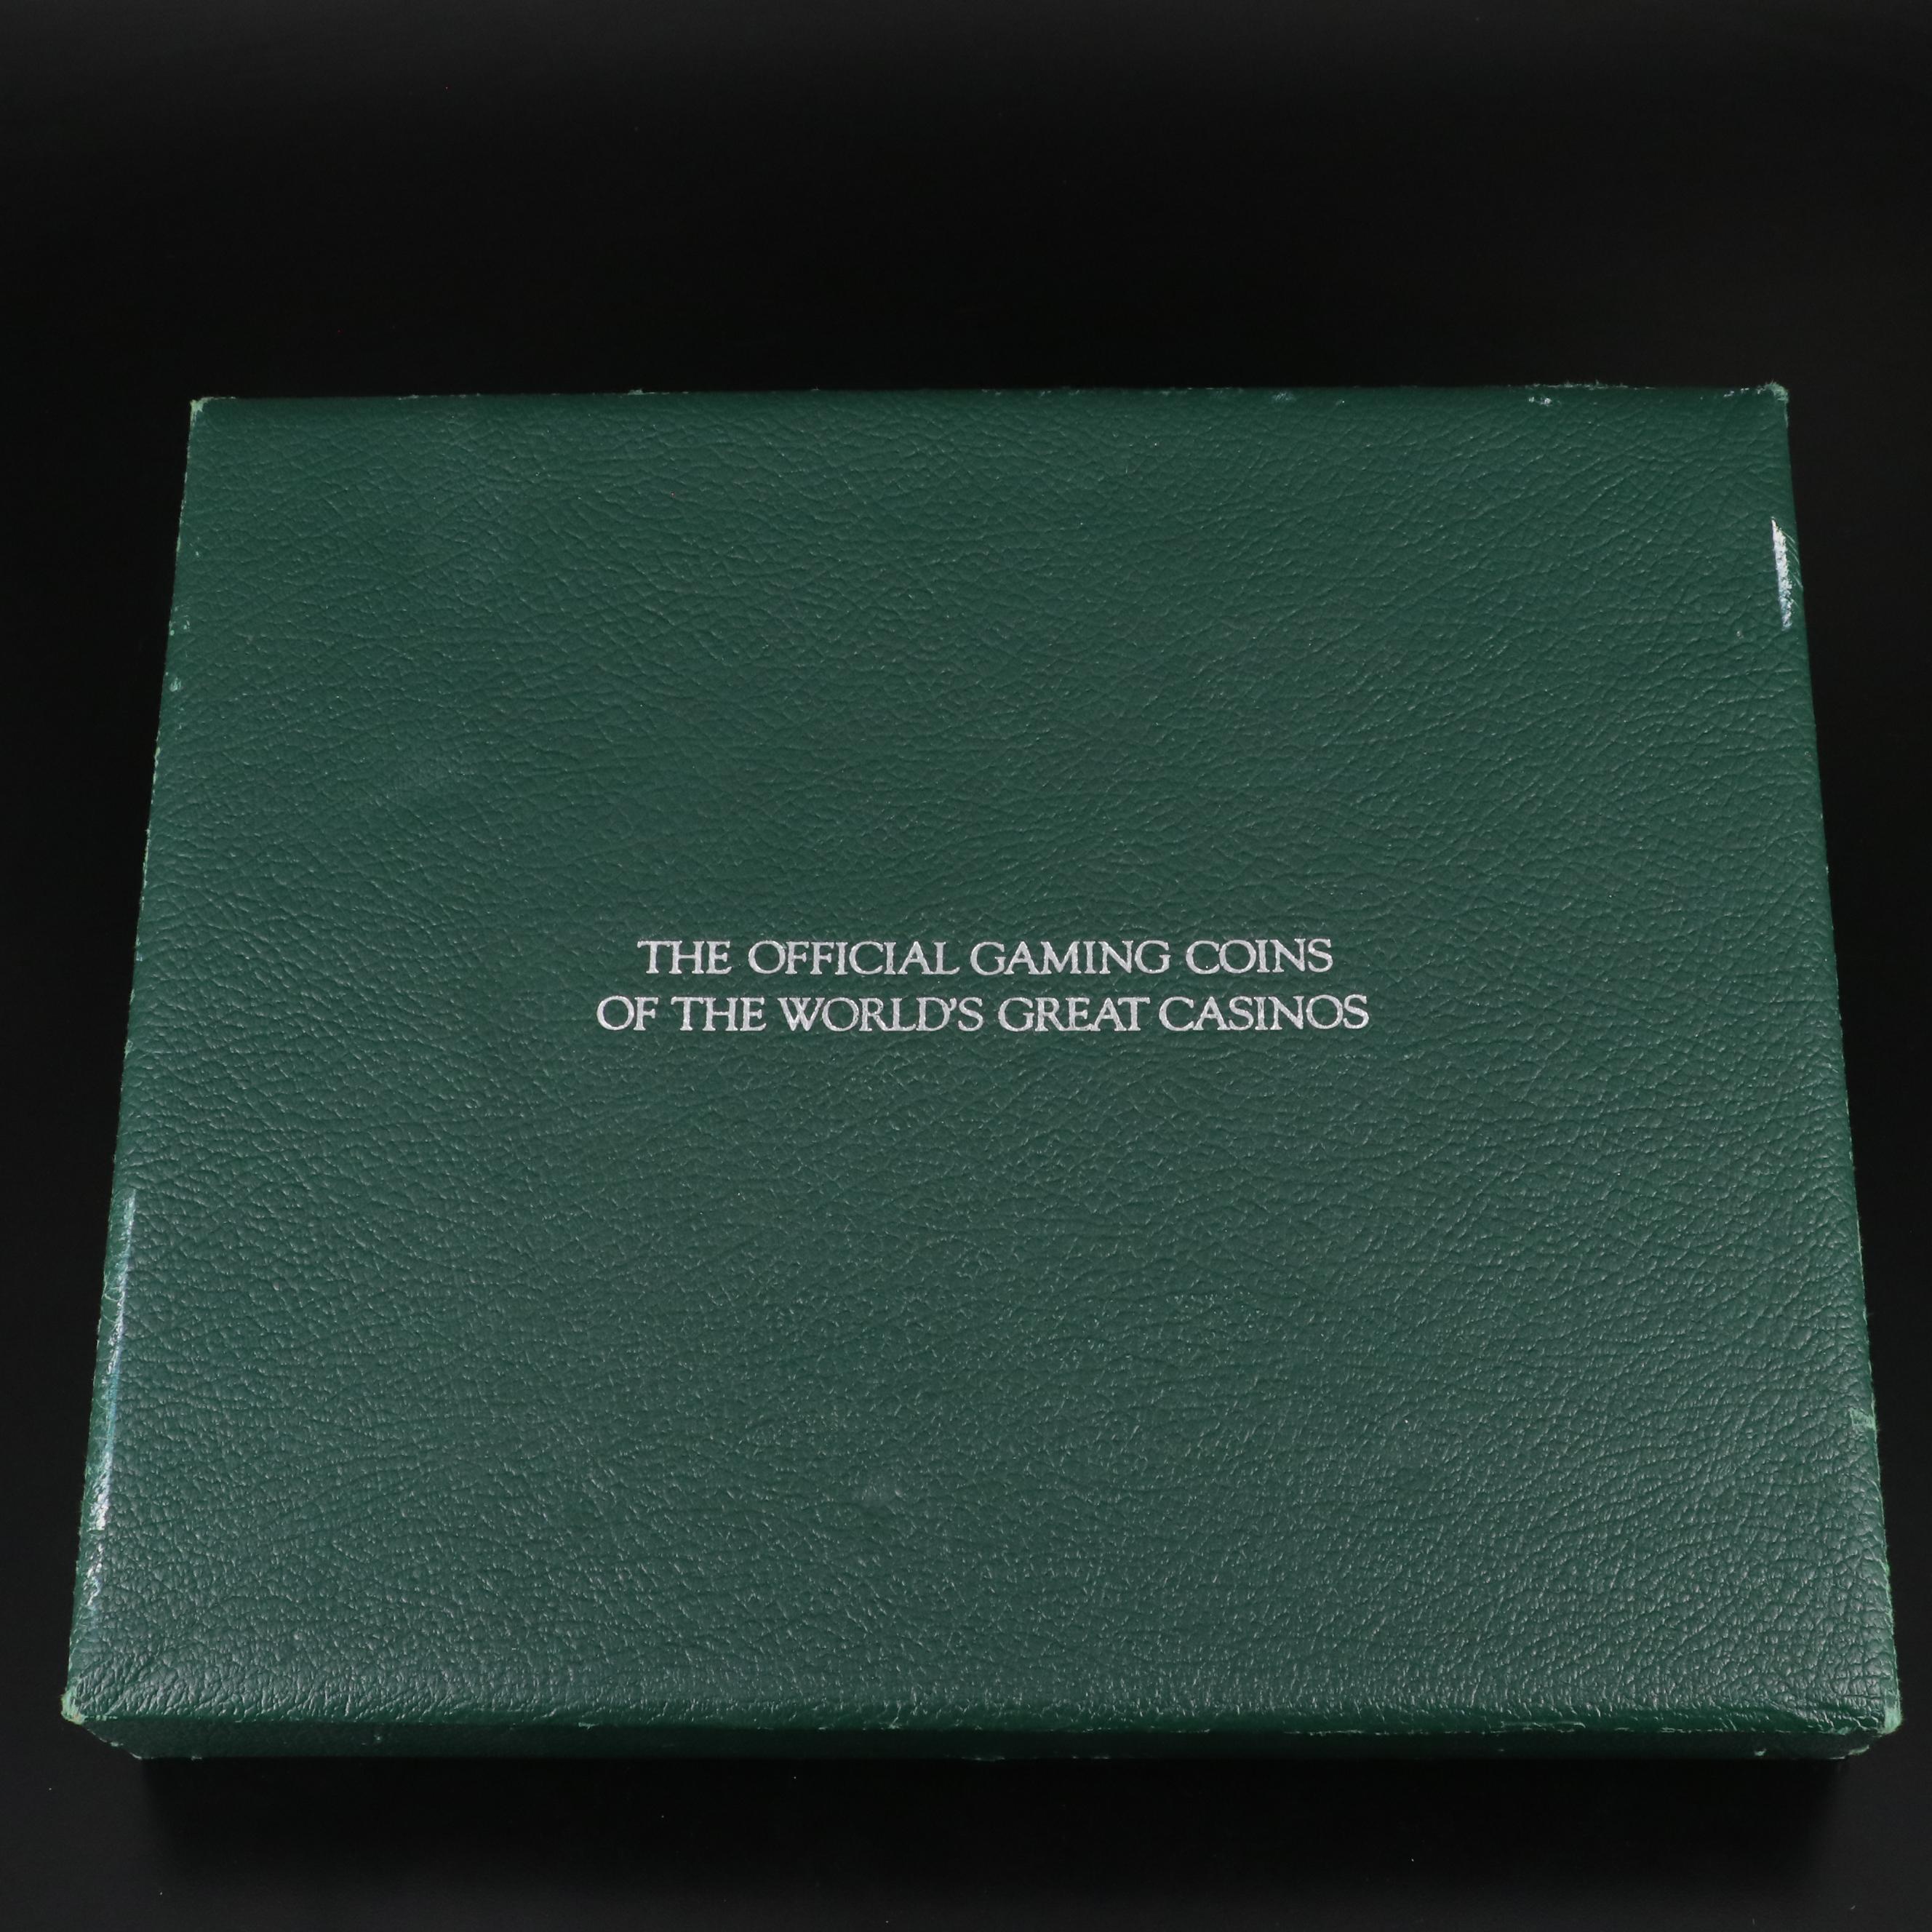 THE OFFICIAL GAMING COINS
OF THE WORLD'S GREAT CASINOS